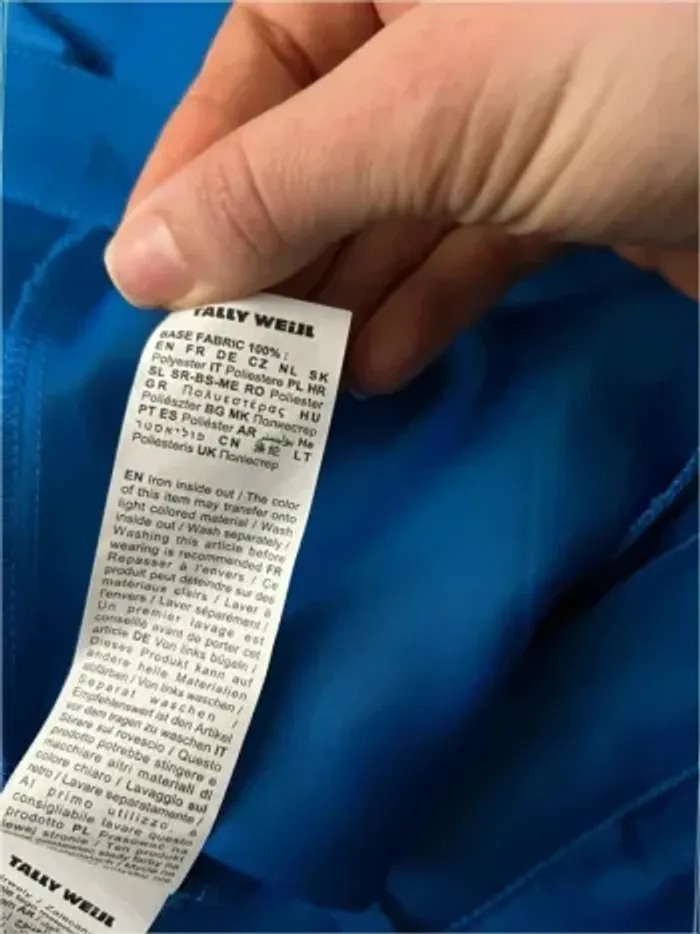 TALLY WEiJL
BASE FABRIC 100% :
EN FR DE CZ NL SK
Polyester IT Poliestere PL HR
SL SR-BS-ME RO Poliester
GR Πολυεστέρας HU
Poliészter BG MK Полиестер
PT ES Poliéster AR بوليستر He
פוליאסטר CN 聚酯 LT
Poliesteris UK Поліестер
EN Iron inside out / The color
of this item may transfer onto
light colored material / Wash
inside out / Wash separately /
Washing this article before
wearing is recommended FR
Repasser à l'envers / Ce
produit peut déteindre sur des
matériaux clairs / Laver à
l'envers / Laver séparément /
Un premier lavage est
conseillé avant de porter cet
article DE Von links bügeln /
Dieses Produkt kann auf
andere helle Materialien
abfärben / Von links waschen /
Separat waschen /
Empfehlenswert ist den Artikel
vor dem tragen zu waschen IT
Stirare sul rovescio / Questo
prodotto potrebbe stingere e
macchiare altri materiali di
colore chiaro / Lavaggio sul
retro / Lavare separatamente /
Al primo utilizzo, è
consigliabile lavare questo
prodotto PL Prasować na
lewej stronie / Ten produkt
TALLY WEiJL